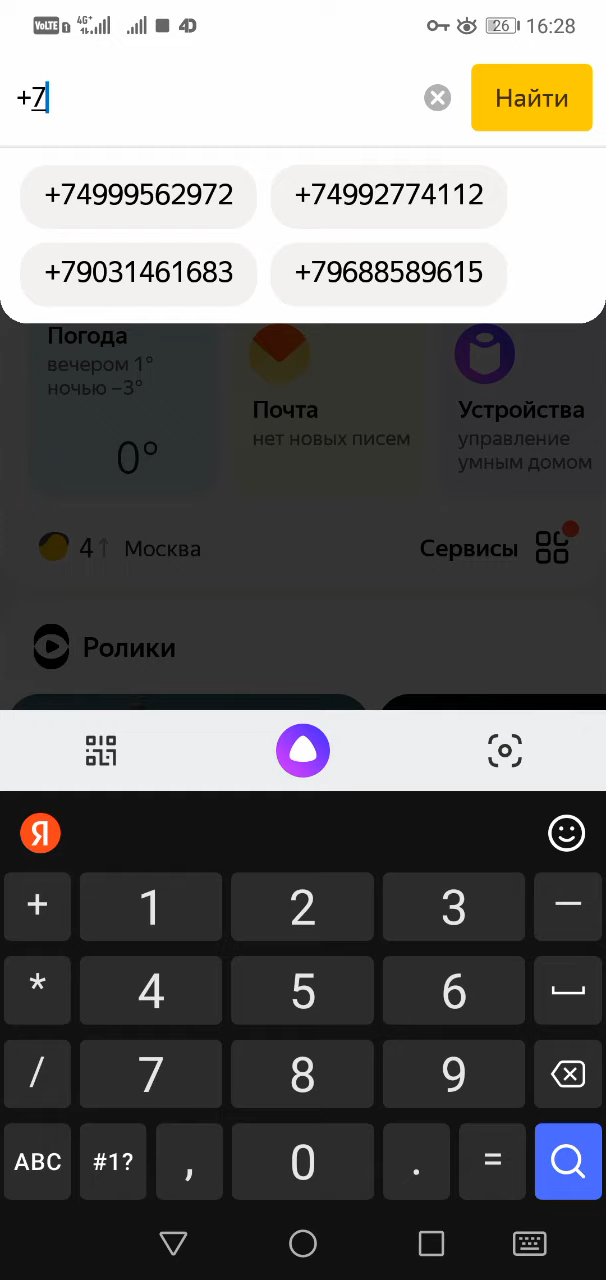 VoLTE 4G+ 4D 26 16:28
+7 Найти
+74999562972 +74992774112
+79031461683 +79688589615
Погода
вечером 1°
ночью −3°
0°
Почта
нет новых писем
Устройства
управление
умным домом
4↑ Москва
Сервисы
Ролики
Я
+ 1 2 3 —
* 4 5 6
/ 7 8 9
ABC #1? , 0 . =